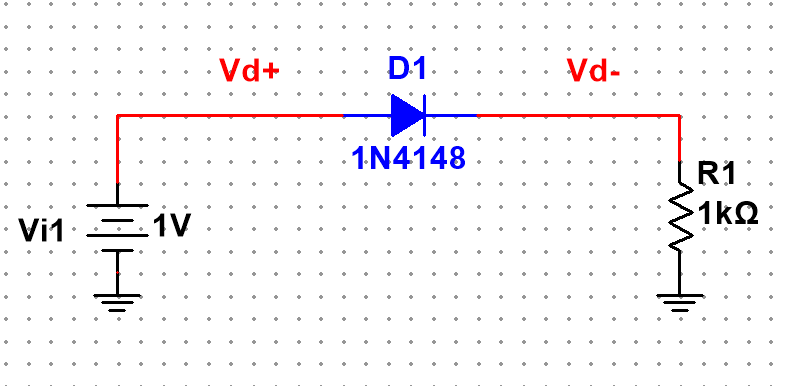 Vd+
D1
Vd-
1N4148
R1
1kΩ
Vi1
1V